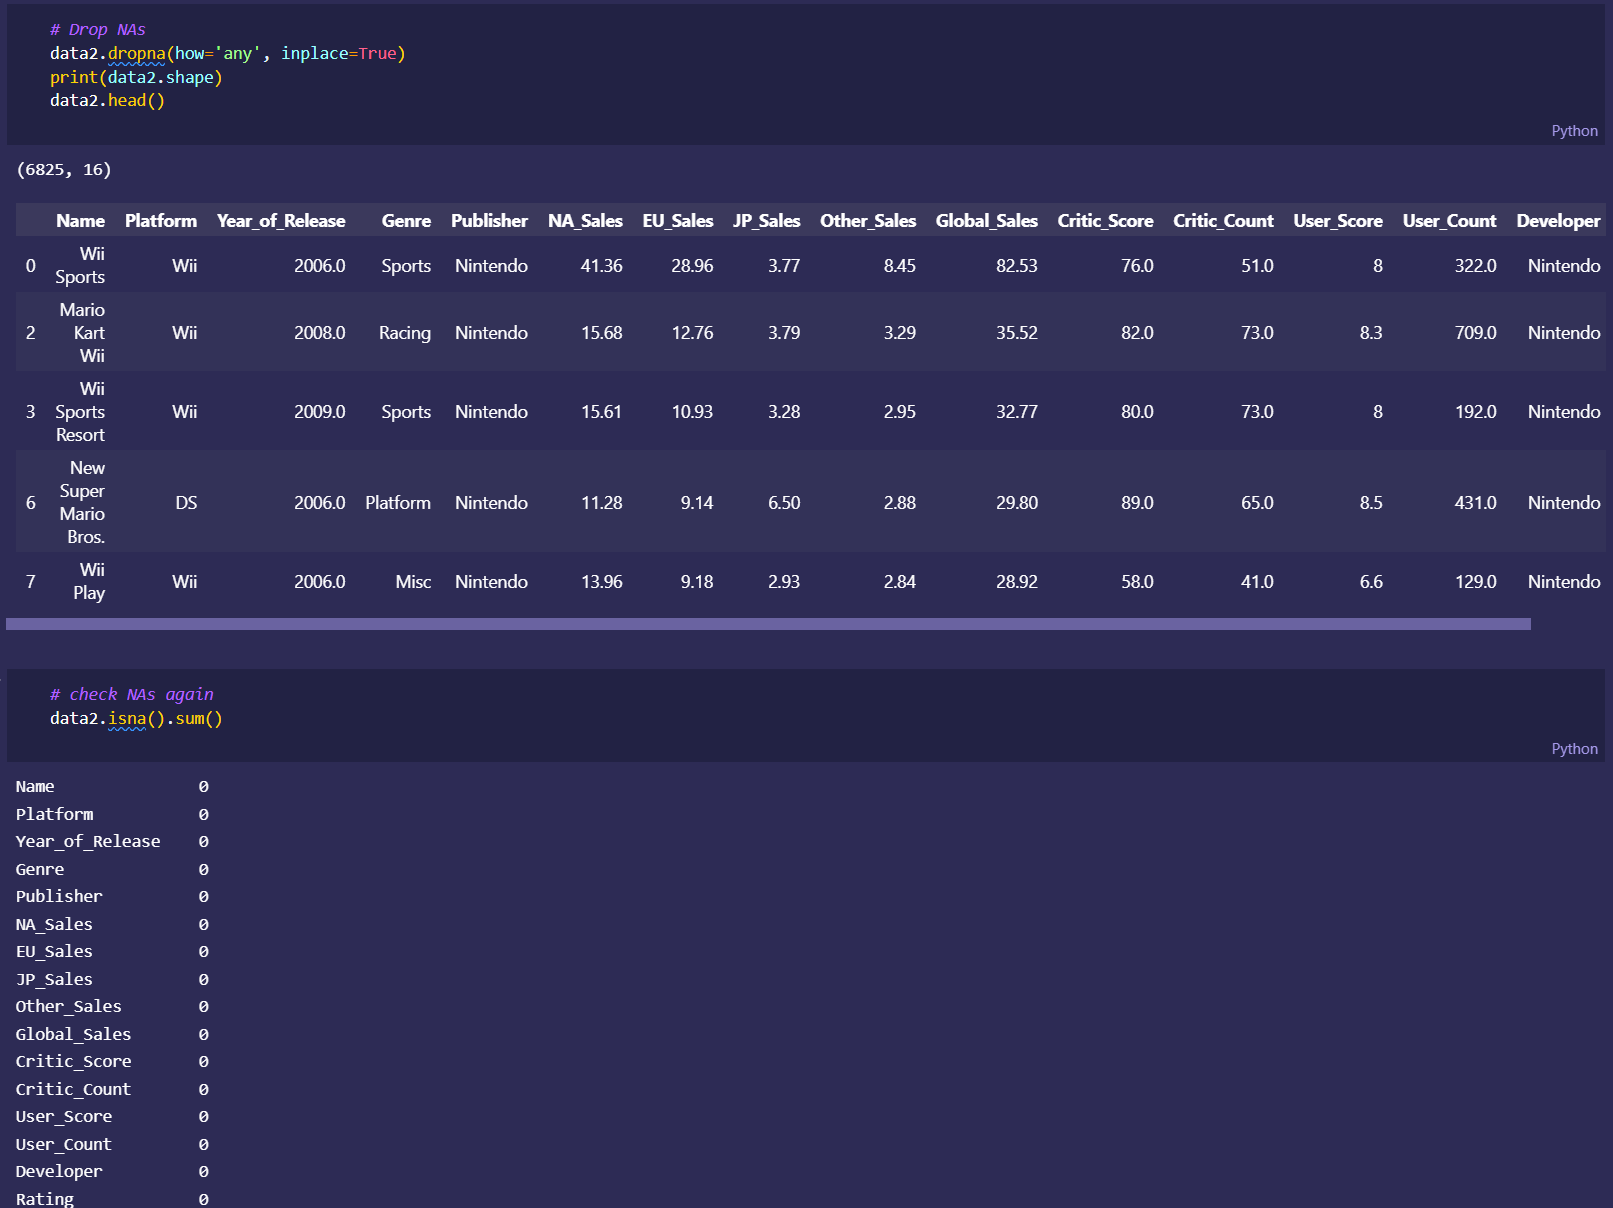 # Drop NAs
data2.dropna(how='any', inplace=True)
print(data2.shape)
data2.head()
Python
(6825, 16)
Name Platform Year_of_Release Genre Publisher NA_Sales EU_Sales JP_Sales Other_Sales Global_Sales Critic_Score Critic_Count User_Score User_Count Developer
0 Wii Sports Wii 2006.0 Sports Nintendo 41.36 28.96 3.77 8.45 82.53 76.0 51.0 8 322.0 Nintendo
2 Mario Kart Wii Wii 2008.0 Racing Nintendo 15.68 12.76 3.79 3.29 35.52 82.0 73.0 8.3 709.0 Nintendo
3 Wii Sports Resort Wii 2009.0 Sports Nintendo 15.61 10.93 3.28 2.95 32.77 80.0 73.0 8 192.0 Nintendo
6 New Super Mario Bros. DS 2006.0 Platform Nintendo 11.28 9.14 6.50 2.88 29.80 89.0 65.0 8.5 431.0 Nintendo
7 Wii Play Wii 2006.0 Misc Nintendo 13.96 9.18 2.93 2.84 28.92 58.0 41.0 6.6 129.0 Nintendo
# check NAs again
data2.isna().sum()
Python
Name 0
Platform 0
Year_of_Release 0
Genre 0
Publisher 0
NA_Sales 0
EU_Sales 0
JP_Sales 0
Other_Sales 0
Global_Sales 0
Critic_Score 0
Critic_Count 0
User_Score 0
User_Count 0
Developer 0
Rating 0